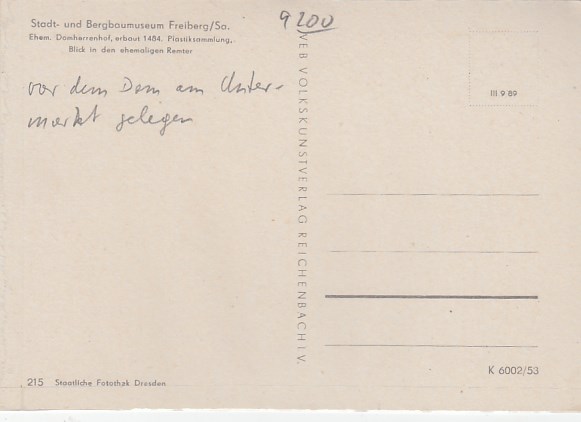 Stadt- und Bergbaumuseum Freiberg/Sa.
Ehem. Domherrenhof, erbaut 1484. Plastiksammlung,
Blick in den ehemaligen Remter
vor dem Dom am Unter-
markt gelegen
9200
VEB VOLKSKUNSTVERLAG REICHENBACH I V.
III 9 89
K 6002/53
215 Staatliche Fotothek Dresden